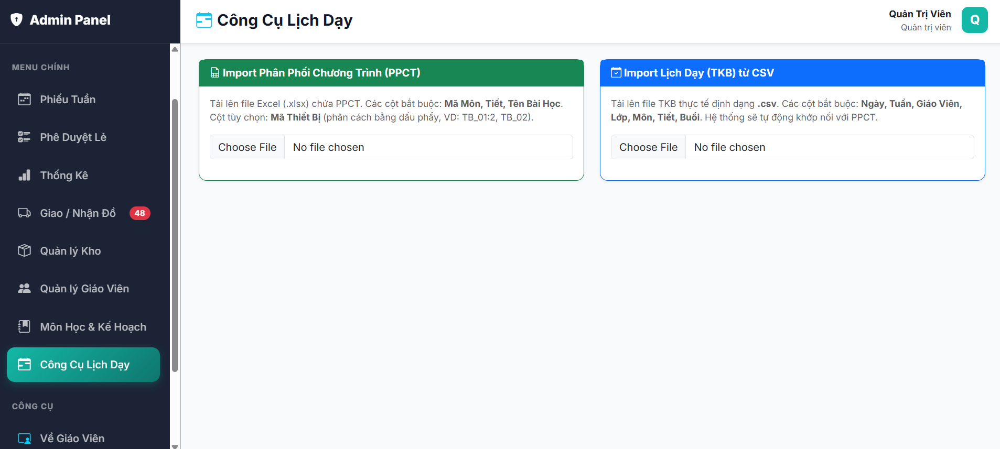 Admin Panel
MENU CHÍNH
Phiếu Tuần
Phê Duyệt Lẻ
Thống Kê
Giao / Nhận Đồ 48
Quản lý Kho
Quản lý Giáo Viên
Môn Học & Kế Hoạch
Công Cụ Lịch Dạy
CÔNG CỤ
Về Giáo Viên
Công Cụ Lịch Dạy
Quản Trị Viên
Quản trị viên
Q
Import Phân Phối Chương Trình (PPCT)
Tải lên file Excel (.xlsx) chứa PPCT. Các cột bắt buộc: Mã Môn, Tiết, Tên Bài Học.
Cột tùy chọn: Mã Thiết Bị (phân cách bằng dấu phẩy, VD: TB_01:2, TB_02).
Choose File No file chosen
Import Lịch Dạy (TKB) từ CSV
Tải lên file TKB thực tế định dạng .csv. Các cột bắt buộc: Ngày, Tuần, Giáo Viên,
Lớp, Môn, Tiết, Buổi. Hệ thống sẽ tự động khớp nối với PPCT.
Choose File No file chosen